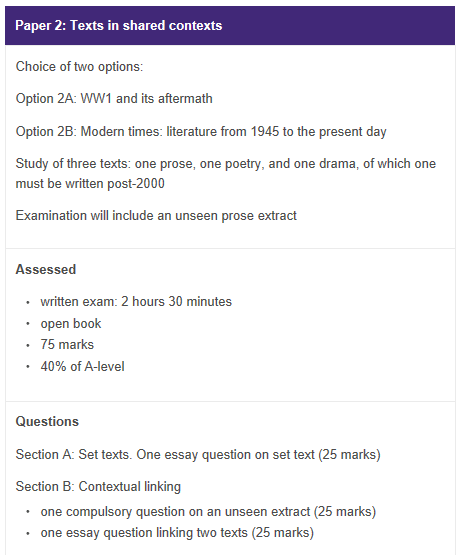 Paper 2: Texts in shared contexts
Choice of two options:
Option 2A: WW1 and its aftermath
Option 2B: Modern times: literature from 1945 to the present day
Study of three texts: one prose, one poetry, and one drama, of which one
must be written post-2000
Examination will include an unseen prose extract
Assessed
• written exam: 2 hours 30 minutes
• open book
• 75 marks
• 40% of A-level
Questions
Section A: Set texts. One essay question on set text (25 marks)
Section B: Contextual linking
• one compulsory question on an unseen extract (25 marks)
• one essay question linking two texts (25 marks)